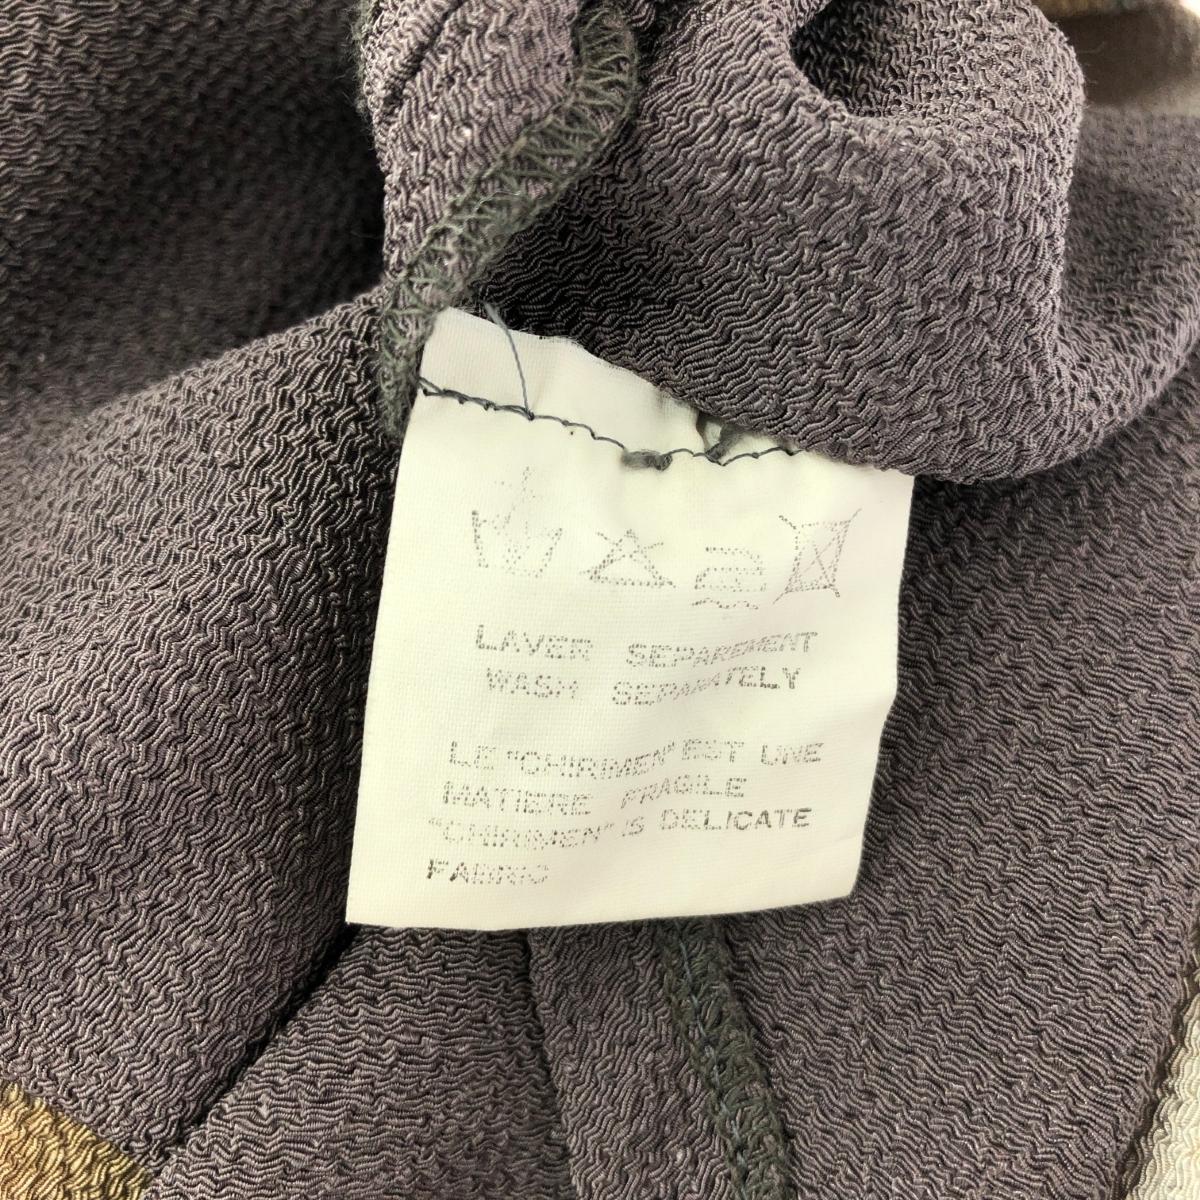 LAVER SEPAREMENT
WASH SEPARATELY
LE "CHIRIMEN" EST UNE
MATIERE FRAGILE
"CHIRIMEN" IS DELICATE
FABRIC